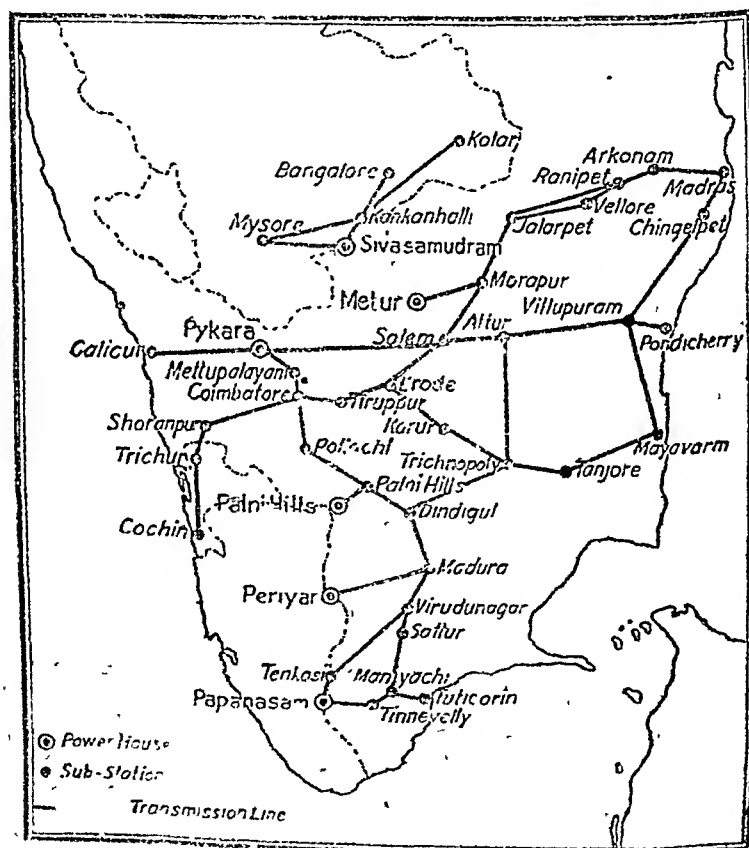 Kolar
Bangalore
Arkonam
Ranipet
Madras
Mysore
Kankanhalli
Vellore
Jalarpet
Chingelpet
Sivasamudram
Morapur
Metur
Villupuram
Pykara
Salem
Attur
Pondicherry
Calicut
Mettupalayam
Coimbatore
Erode
Tiruppur
Shoranpur
Karur
Mayavarm
Trichur
Pollachi
Trichnopoly
Tanjore
Palni Hills
Palni Hills
Dindigul
Cochin
Madura
Periyar
Virudunagar
Sattur
Tenkasi
Maniyachi
Papanasam
Tuticorin
Tinnevelly
Power House
Sub-Station
Transmission Line